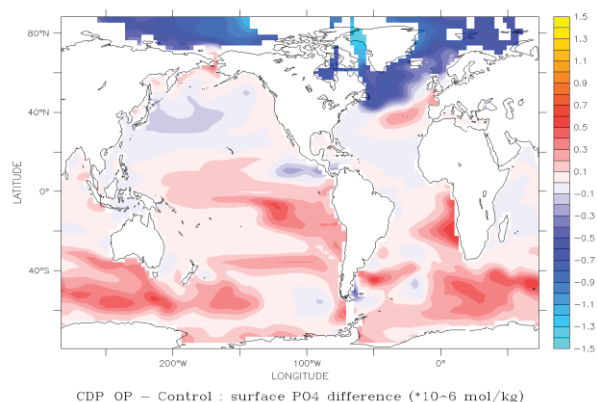 80°N
40°N
0°
40°S
LATITUDE
200°W
100°W
0°
LONGITUDE
1.5
1.3
1.1
0.9
0.7
0.5
0.3
0.1
−0.1
−0.3
−0.5
−0.7
−0.9
−1.1
−1.3
−1.5
CDP OP − Control : surface PO4 difference (*10^6 mol/kg)